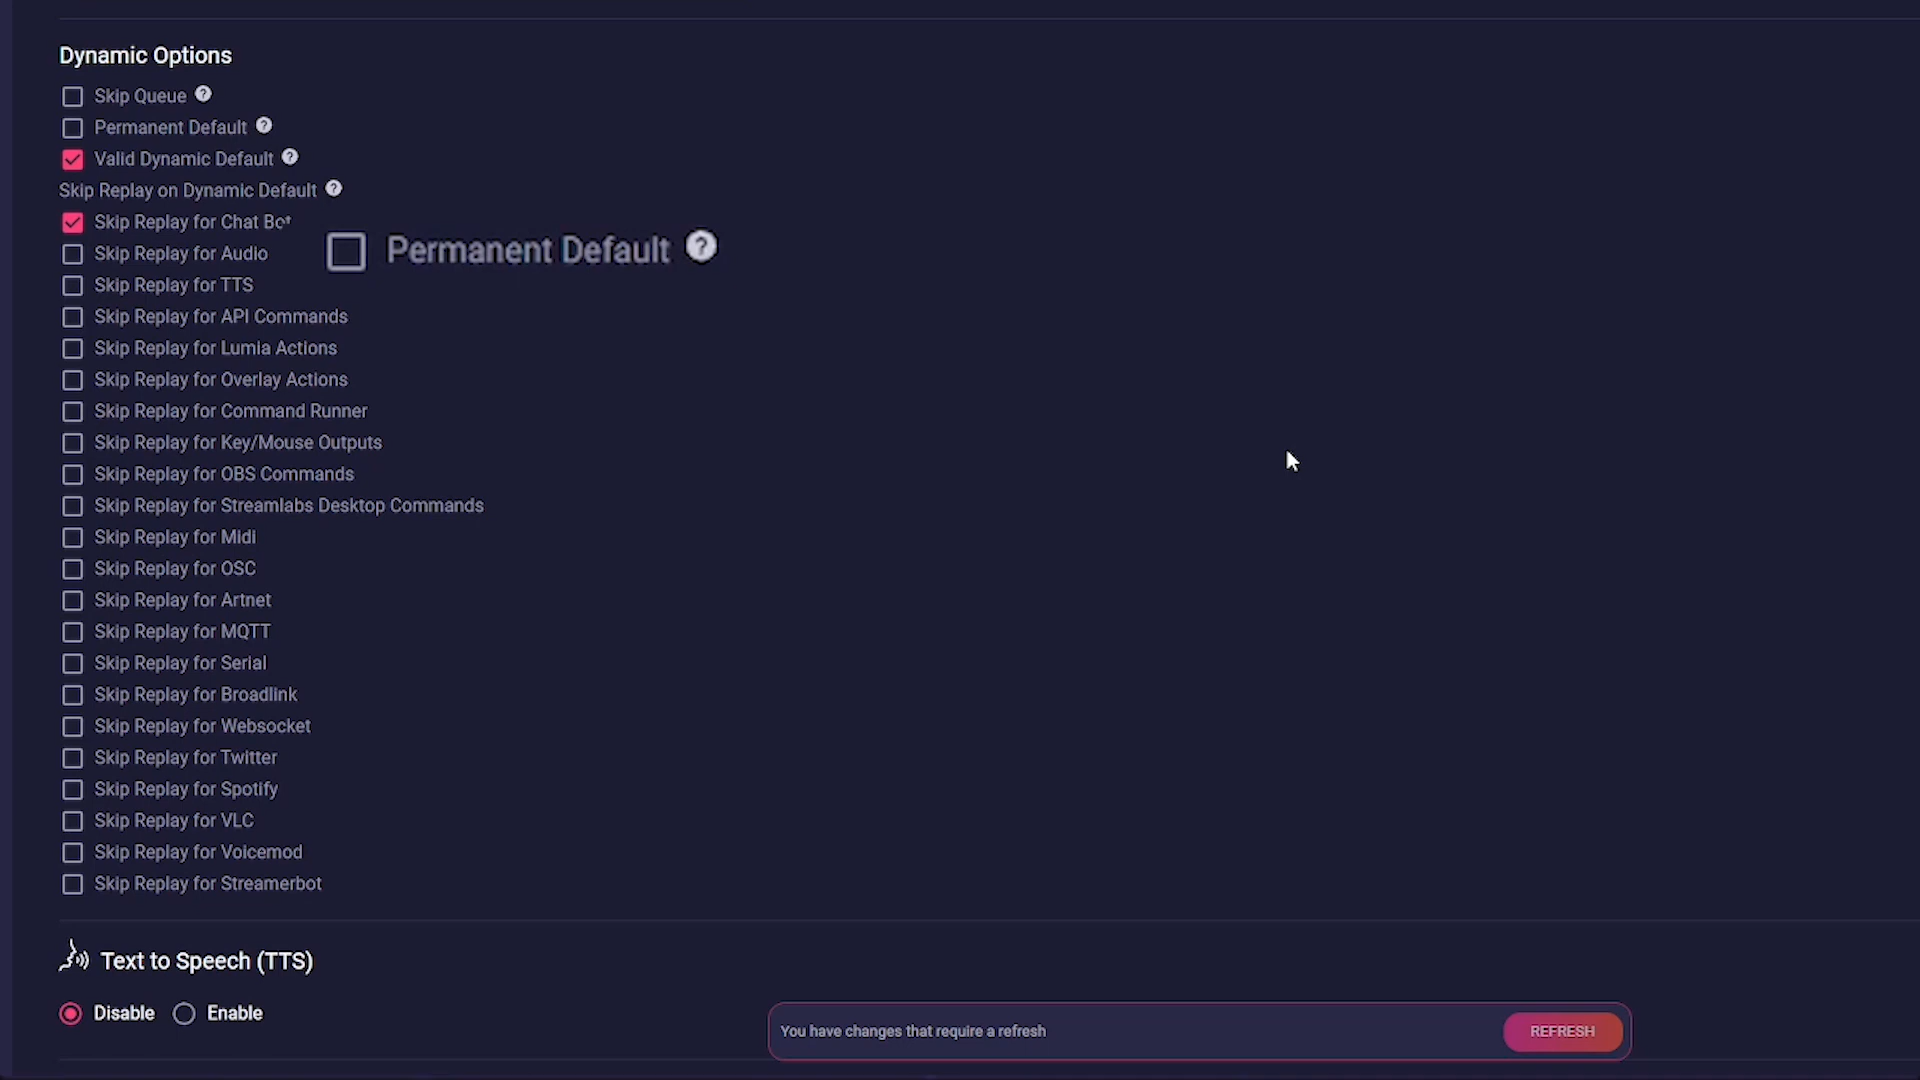 Dynamic Options
Skip Queue
Permanent Default
Valid Dynamic Default
Skip Replay on Dynamic Default
Skip Replay for Chat Bot
Permanent Default
Skip Replay for Audio
Skip Replay for TTS
Skip Replay for API Commands
Skip Replay for Lumia Actions
Skip Replay for Overlay Actions
Skip Replay for Command Runner
Skip Replay for Key/Mouse Outputs
Skip Replay for OBS Commands
Skip Replay for Streamlabs Desktop Commands
Skip Replay for Midi
Skip Replay for OSC
Skip Replay for Artnet
Skip Replay for MQTT
Skip Replay for Serial
Skip Replay for Broadlink
Skip Replay for Websocket
Skip Replay for Twitter
Skip Replay for Spotify
Skip Replay for VLC
Skip Replay for Voicemod
Skip Replay for Streamerbot
Text to Speech (TTS)
Disable Enable
You have changes that require a refresh REFRESH